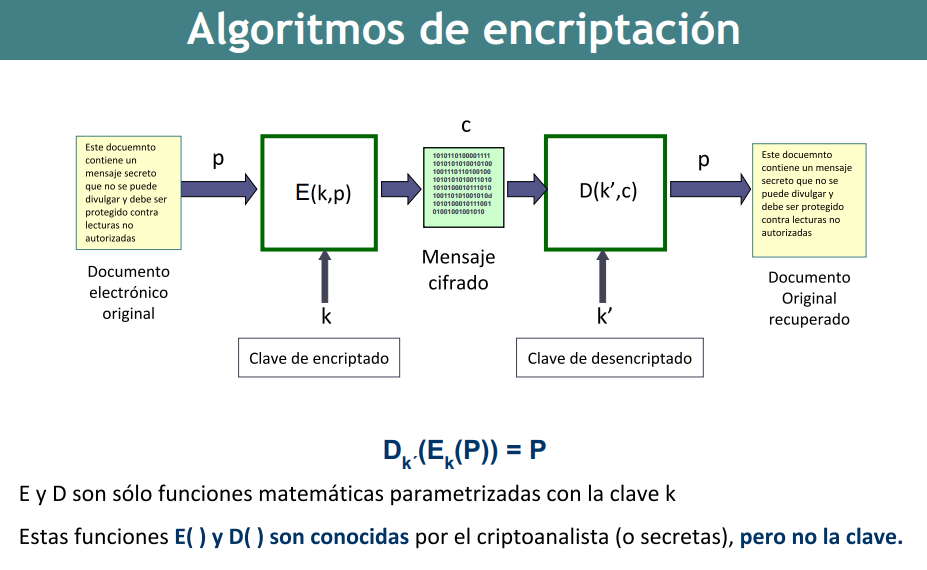 Algoritmos de encriptación
c
Este docuemnto
contiene un
mensaje secreto
que no se puede
divulgar y debe ser
protegido contra
lecturas no
autorizadas
p
E(k,p)
1010110100001111
1010101010010100
1001110110100100
1010101010011010
1010100010111010
100110101001010d
1010100010111001
01001001001010
D(k’,c)
p
Este docuemnto
contiene un mensaje
secreto que no se
puede divulgar y
debe ser protegido
contra lecturas no
autorizadas
Documento
electrónico
original
Mensaje
cifrado
Documento
Original
recuperado
k
k’
Clave de encriptado
Clave de desencriptado
Dk´(Ek(P)) = P
E y D son sólo funciones matemáticas parametrizadas con la clave k
Estas funciones E( ) y D( ) son conocidas por el criptoanalista (o secretas), pero no la clave.